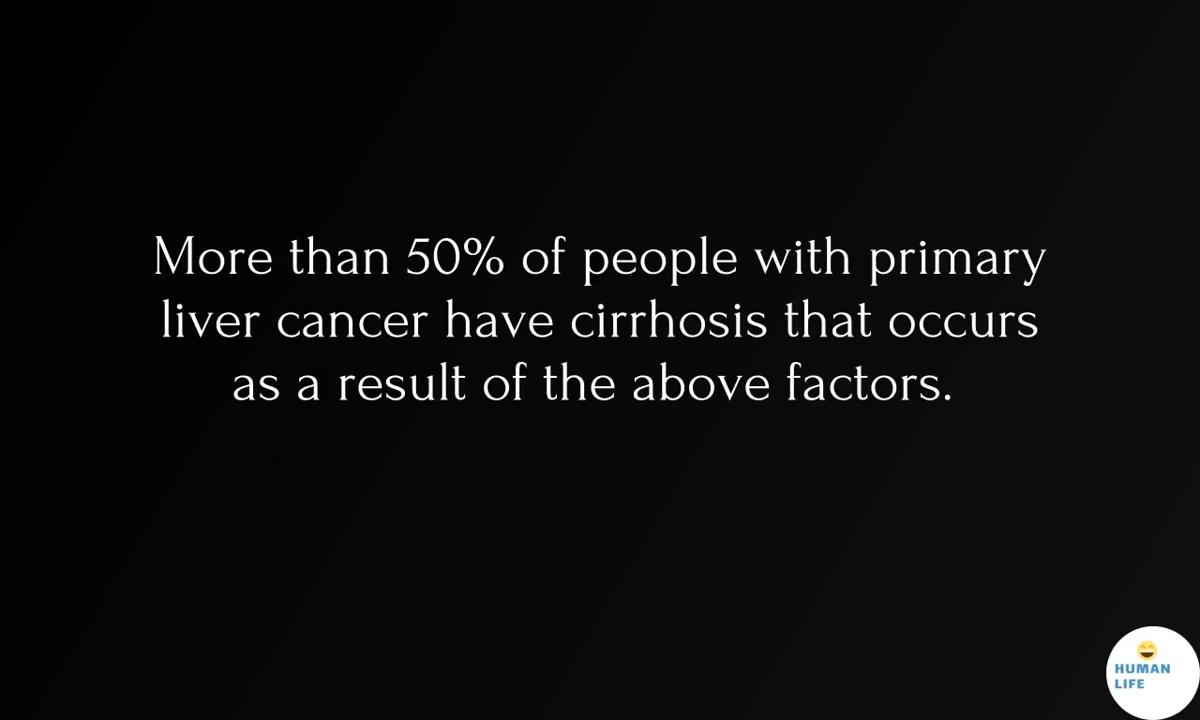 More than 50% of people with primary
liver cancer have cirrhosis that occurs
as a result of the above factors.
HUMAN
LIFE